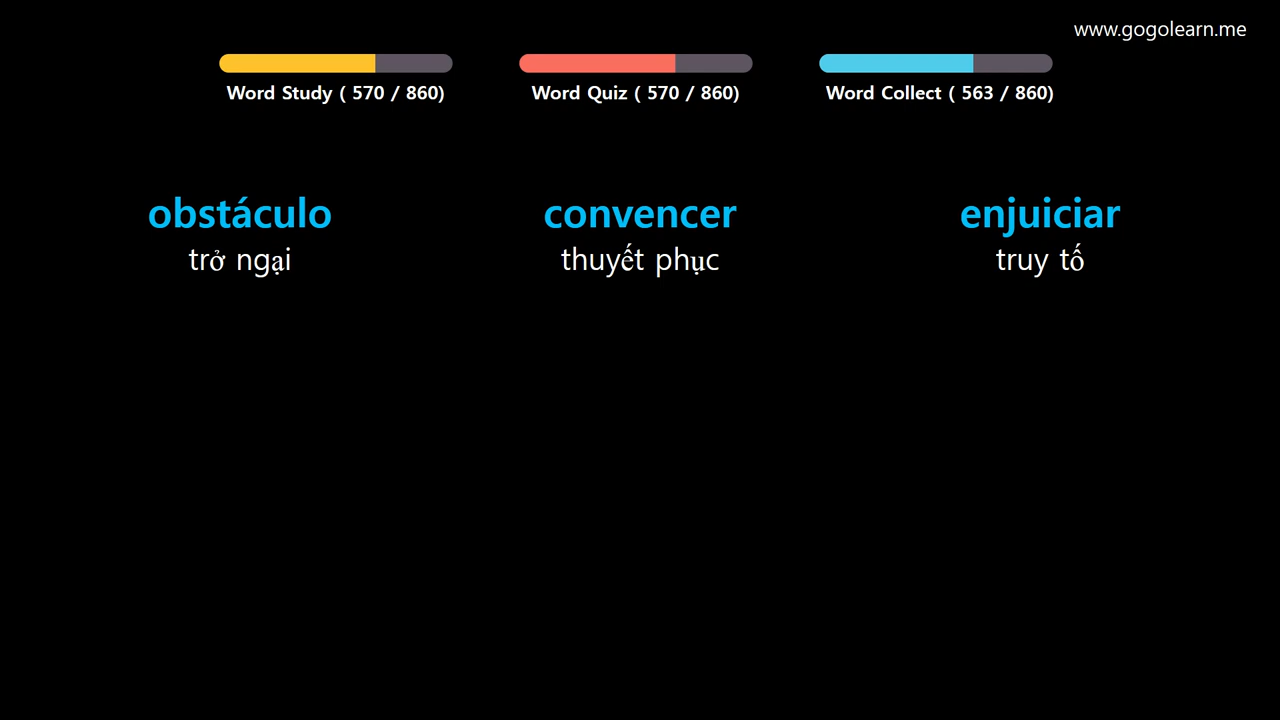 www.gogolearn.me
Word Study ( 570 / 860)
Word Quiz ( 570 / 860)
Word Collect ( 563 / 860)
obstáculo
trở ngại
convencer
thuyết phục
enjuiciar
truy tố